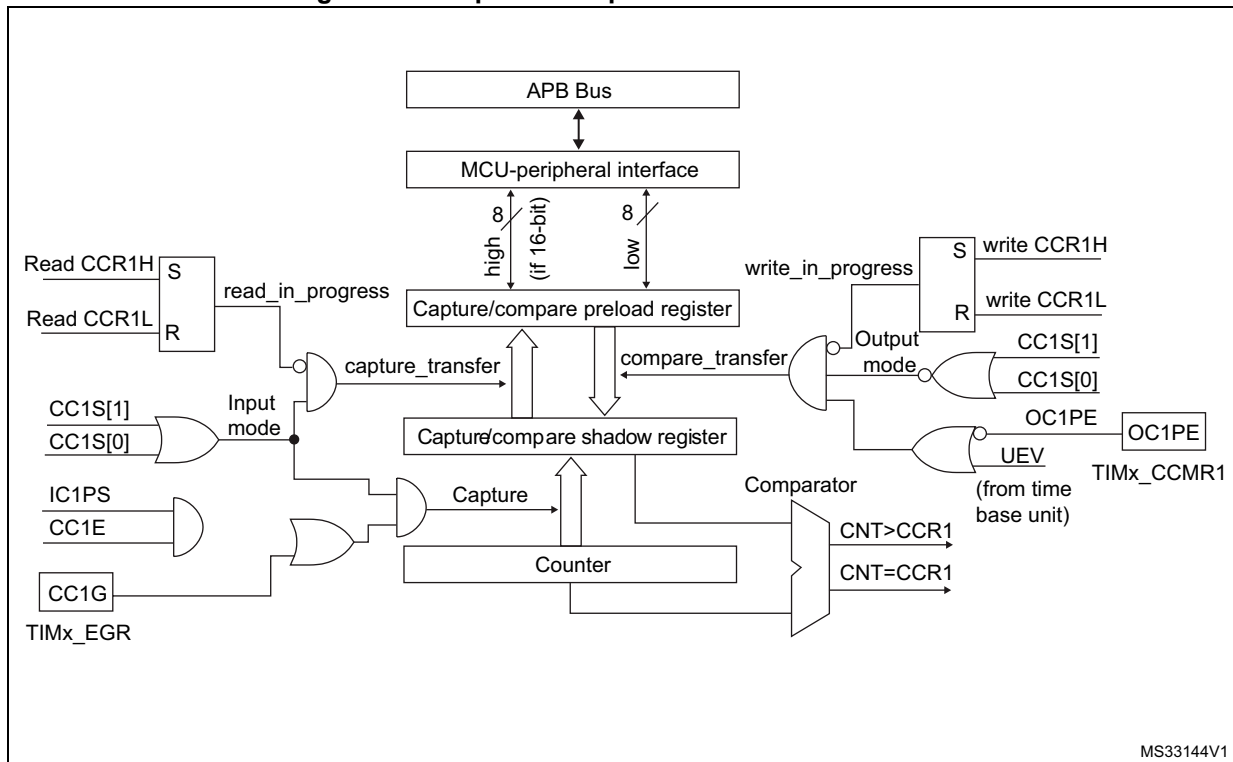 APB Bus
MCU-peripheral interface
8
high
(if 16-bit)
8
low
Read CCR1H
S
read_in_progress
Read CCR1L
R
write_in_progress
S
write CCR1H
R
write CCR1L
Capture/compare preload register
CC1S[1]
CC1S[0]
Input
mode
capture_transfer
compare_transfer
Output
mode
CC1S[1]
CC1S[0]
Capture/compare shadow register
OC1PE
OC1PE
UEV
TIMx_CCMR1
(from time
base unit)
IC1PS
CC1E
Capture
Comparator
CNT>CCR1
CNT=CCR1
Counter
CC1G
TIMx_EGR
MS33144V1